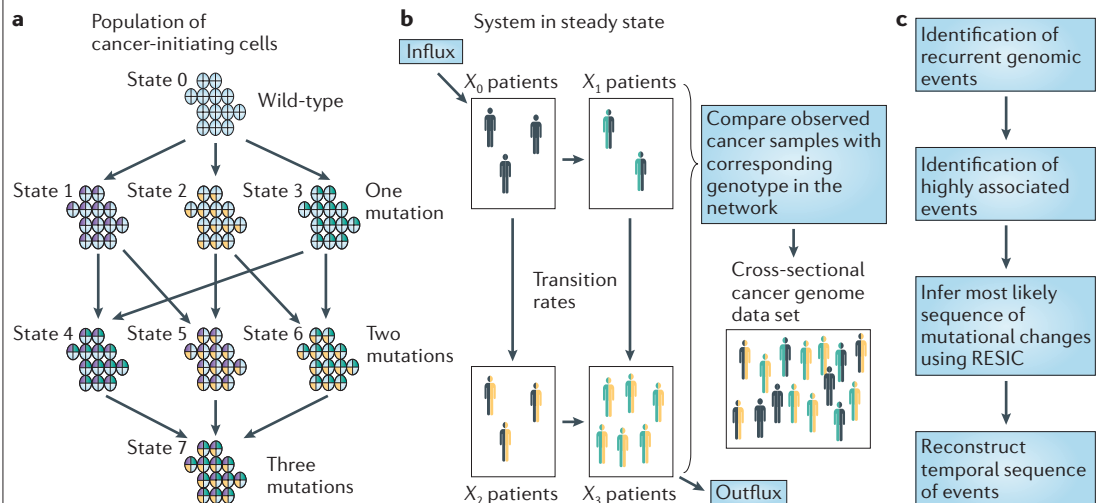 a
Population of
cancer-initiating cells
State 0
Wild-type
State 1
State 2
State 3
One
mutation
State 4
State 5
State 6
Two
mutations
State 7
Three
mutations
b
System in steady state
Influx
X₀ patients
X₁ patients
Transition
rates
X₂ patients
X₃ patients
Outflux
Compare observed
cancer samples with
corresponding
genotype in the
network
Cross-sectional
cancer genome
data set
c
Identification of
recurrent genomic
events
Identification of
highly associated
events
Infer most likely
sequence of
mutational changes
using RESIC
Reconstruct
temporal sequence
of events